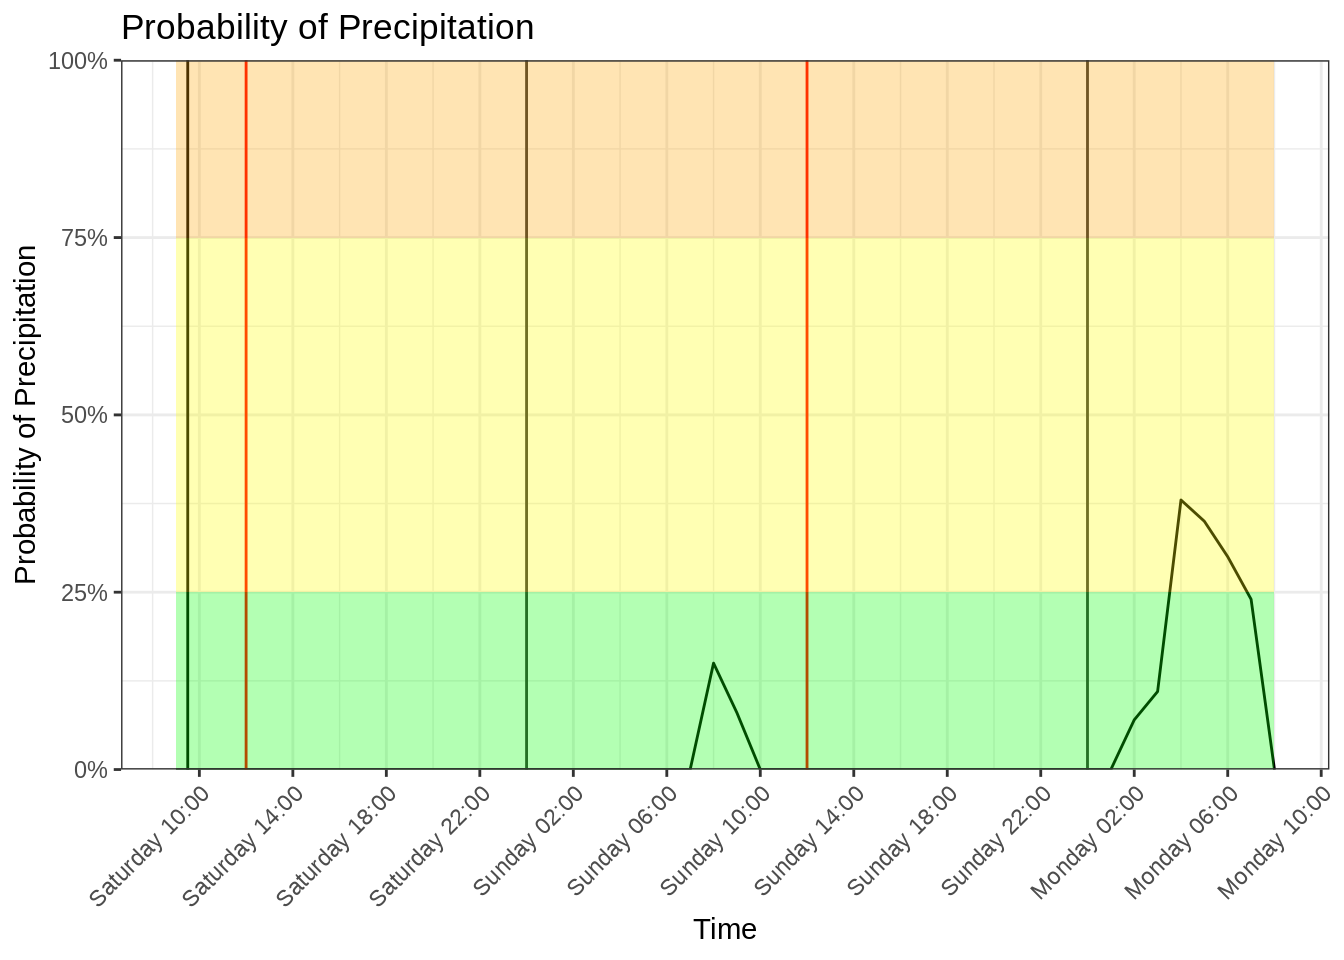 Probability of Precipitation
Probability of Precipitation
100%
75%
50%
25%
0%
Saturday 10:00
Saturday 14:00
Saturday 18:00
Saturday 22:00
Sunday 02:00
Sunday 06:00
Sunday 10:00
Sunday 14:00
Sunday 18:00
Sunday 22:00
Monday 02:00
Monday 06:00
Monday 10:00
Time